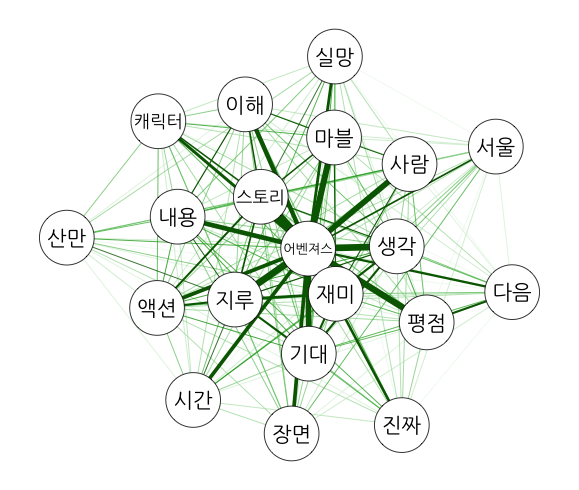 실망
이해
캐릭터
마블
서울
사람
스토리
내용
산만
어벤져스
생각
다음
재미
지루
액션
평점
기대
시간
진짜
장면